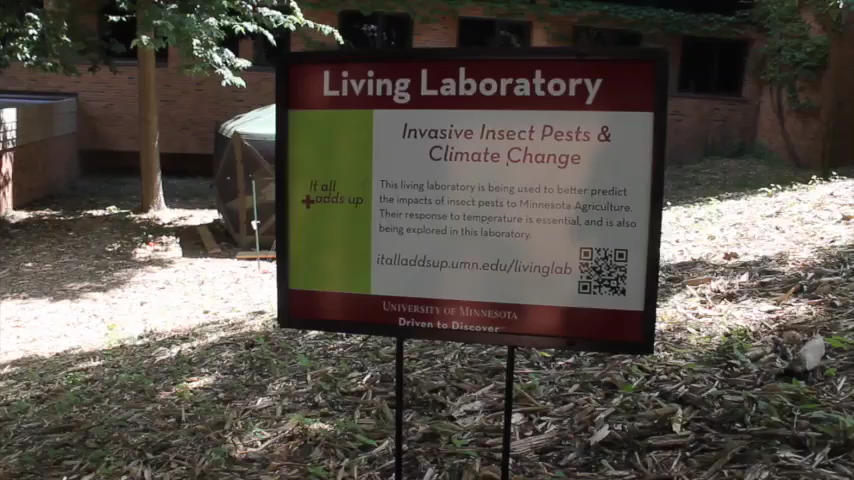 Living Laboratory
Invasive Insect Pests &
Climate Change
It all
+adds up
This living laboratory is being used to better predict
the impacts of insect pests to Minnesota Agriculture.
Their response to temperature is essential, and is also
being explored in this laboratory.
italladdsup.umn.edu/livinglab
UNIVERSITY OF MINNESOTA
Driven to Discover